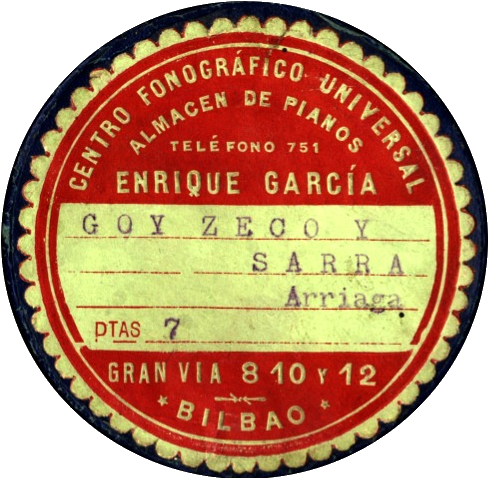 CENTRO FONOGRÁFICO UNIVERSAL
ALMACEN DE PIANOS
TELÉFONO 751
ENRIQUE GARCÍA
GOY ZECO Y
SARRA
Arriaga
PTAS 7
GRAN VIA 8 10 Y 12
BILBAO